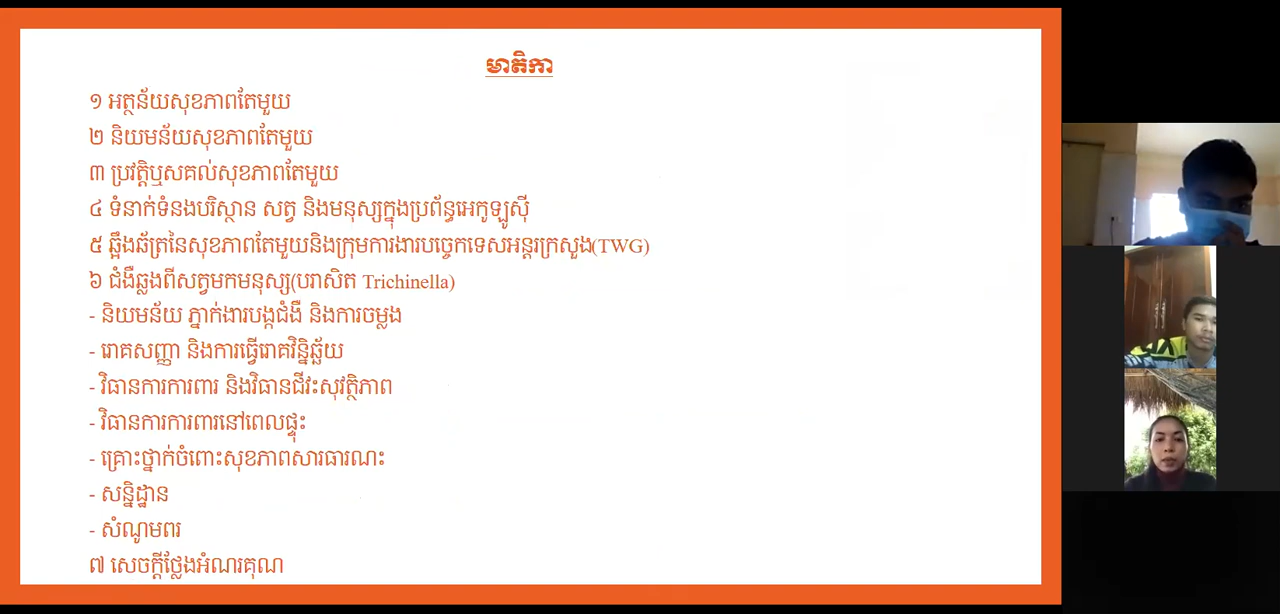 មាតិកា
១ អត្ថន័យសុខភាពតែមួយ
២ និយមន័យសុខភាពតែមួយ
៣ ប្រវត្តិឬសគល់សុខភាពតែមួយ
៤ ទំនាក់ទំនងបរិស្ថាន សត្វ និងមនុស្សក្នុងប្រព័ន្ធអេកូឡូស៊ី
៥ ឆ្អឹងឆ័ត្រនៃសុខភាពតែមួយនិងក្រុមការងារបច្ចេកទេសអន្តរក្រសួង(TWG)
៦ ជំងឺឆ្លងពីសត្វមកមនុស្ស(បរាសិត Trichinella)
- និយមន័យ ភ្នាក់ងារបង្កជំងឺ និងការចម្លង
- រោគសញ្ញា និងការធ្វើរោគវិន្និឆ្ឆ័យ
- វិធានការការពារ និងវិធានជីវៈសុវត្ថិភាព
- វិធានការការពារនៅពេលផ្ទុះ
- គ្រោះថ្នាក់ចំពោះសុខភាពសារធារណះ
- សន្និដ្ឋាន
- សំណូមពរ
៧ សេចក្តីថ្លែងអំណរគុណ